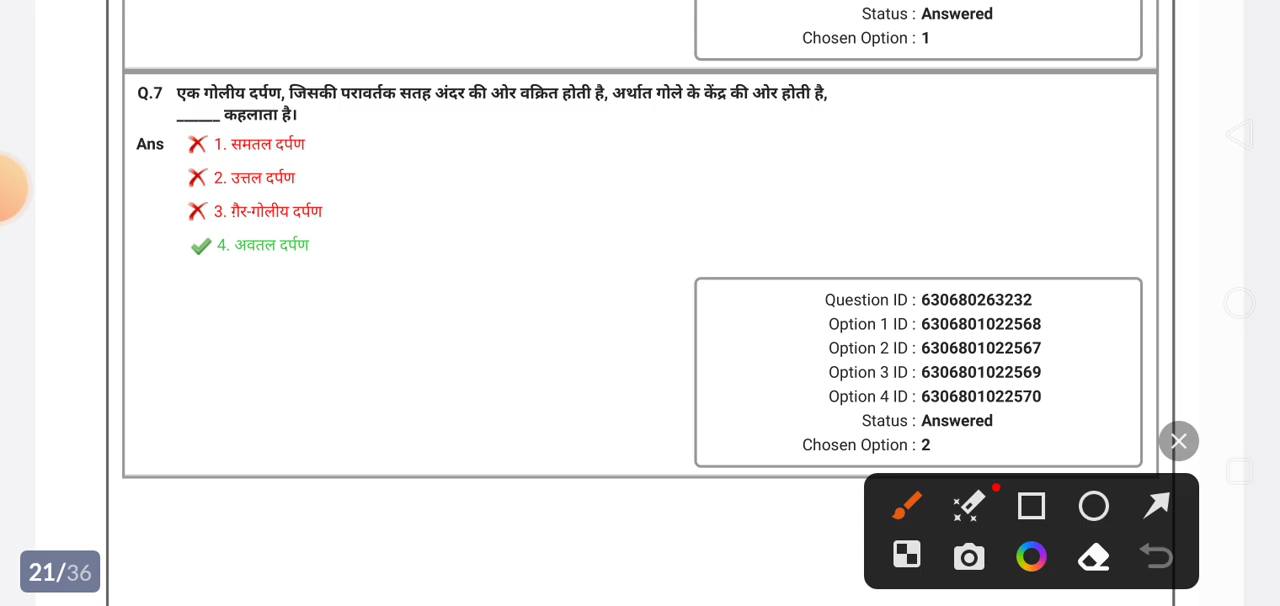 Status : Answered
Chosen Option : 1
Q.7 एक गोलीय दर्पण, जिसकी परावर्तक सतह अंदर की ओर वक्रित होती है, अर्थात गोले के केंद्र की ओर होती है,
______ कहलाता है।
Ans 1. समतल दर्पण
2. उत्तल दर्पण
3. ग़ैर-गोलीय दर्पण
4. अवतल दर्पण
Question ID : 630680263232
Option 1 ID : 6306801022568
Option 2 ID : 6306801022567
Option 3 ID : 6306801022569
Option 4 ID : 6306801022570
Status : Answered
Chosen Option : 2
21/36